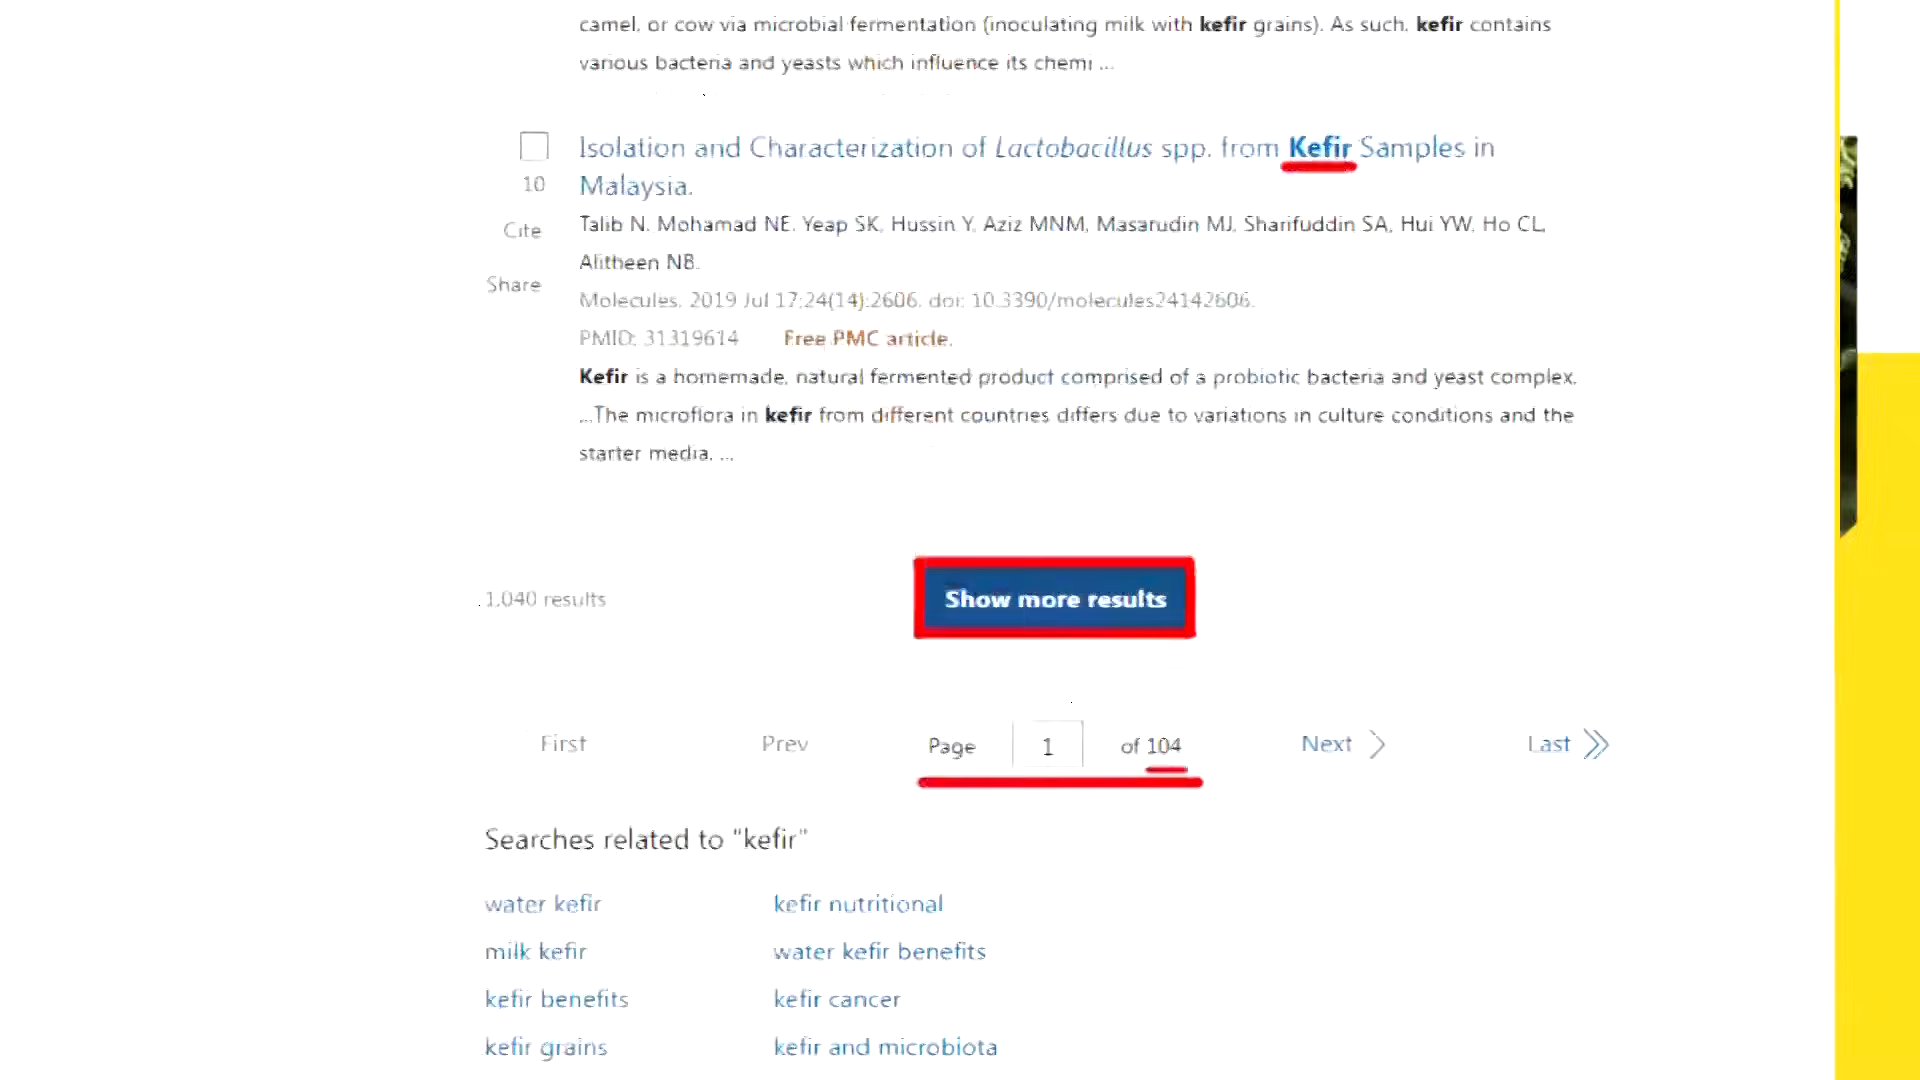 camel, or cow via microbial fermentation (inoculating milk with kefir grains). As such, kefir contains
various bacteria and yeasts which influence its chemi ...
Isolation and Characterization of Lactobacillus spp. from Kefir Samples in
10 Malaysia.
Cite Talib N, Mohamad NE, Yeap SK, Hussin Y, Aziz MNM, Masarudin MJ, Sharifuddin SA, Hui YW, Ho CL,
Alitheen NB.
Share
Molecules. 2019 Jul 17;24(14):2606. doi: 10.3390/molecules24142606.
PMID: 31319614 Free PMC article.
Kefir is a homemade, natural fermented product comprised of a probiotic bacteria and yeast complex.
...The microflora in kefir from different countries differs due to variations in culture conditions and the
starter media. ...
1,040 results Show more results
First Prev Page 1 of 104 Next Last
Searches related to "kefir"
water kefir kefir nutritional
milk kefir water kefir benefits
kefir benefits kefir cancer
kefir grains kefir and microbiota